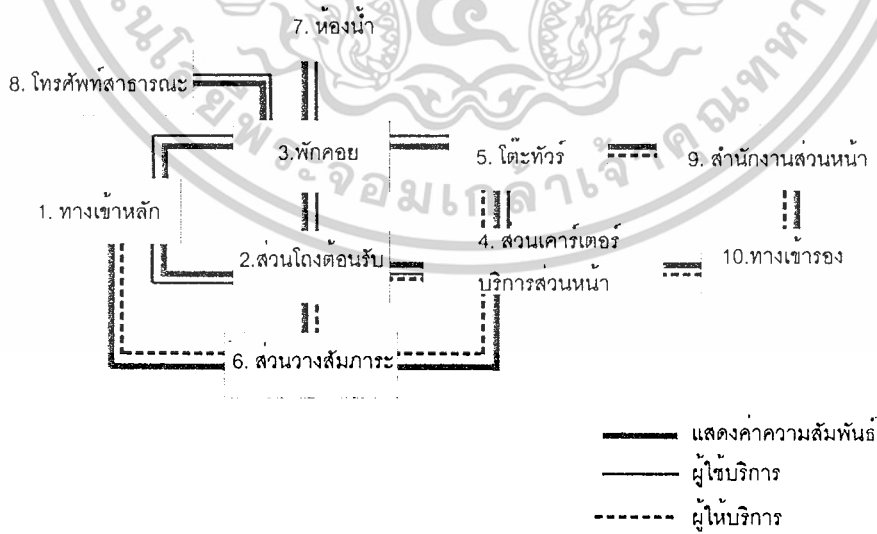 7. ห้องน้ำ
8. โทรศัพท์สาธารณะ
3.พักคอย
5. โต๊ะทัวร์
9. สำนักงานส่วนหน้า
1. ทางเข้าหลัก
4. ส่วนเคาร์เตอร์
บริการส่วนหน้า
2.ส่วนโถงต้อนรับ
10.ทางเข้ารอง
6. ส่วนวางสัมภาระ
แสดงค่าความสัมพันธ์
ผู้ใช้บริการ
ผู้ให้บริการ